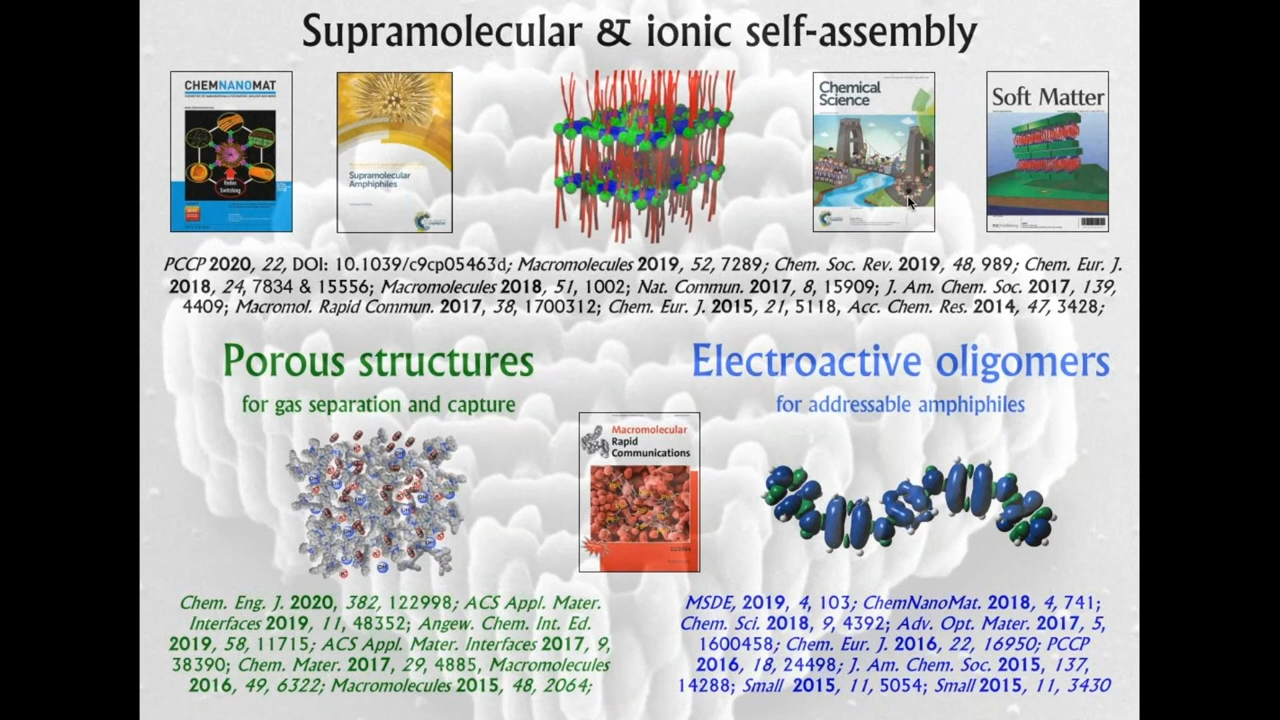 Supramolecular & ionic self-assembly
CHEMNANOMAT
Redox
Switching
Supramolecular
Amphiphiles
Chemical
Science
Soft Matter
PCCP 2020, 22, DOI: 10.1039/c9cp05463d; Macromolecules 2019, 52, 7289; Chem. Soc. Rev. 2019, 48, 989; Chem. Eur. J.
2018, 24, 7834 & 15556; Macromolecules 2018, 51, 1002; Nat. Commun. 2017, 8, 15909; J. Am. Chem. Soc. 2017, 139,
4409; Macromol. Rapid Commun. 2017, 38, 1700312; Chem. Eur. J. 2015, 21, 5118, Acc. Chem. Res. 2014, 47, 3428;
Porous structures
for gas separation and capture
Electroactive oligomers
for addressable amphiphiles
Macromolecular
Rapid
Communications
Chem. Eng. J. 2020, 382, 122998; ACS Appl. Mater.
Interfaces 2019, 11, 48352; Angew. Chem. Int. Ed.
2019, 58, 11715; ACS Appl. Mater. Interfaces 2017, 9,
38390; Chem. Mater. 2017, 29, 4885, Macromolecules
2016, 49, 6322; Macromolecules 2015, 48, 2064;
MSDE, 2019, 4, 103; ChemNanoMat. 2018, 4, 741;
Chem. Sci. 2018, 9, 4392; Adv. Opt. Mater. 2017, 5,
1600458; Chem. Eur. J. 2016, 22, 16950; PCCP
2016, 18, 24498; J. Am. Chem. Soc. 2015, 137,
14288; Small 2015, 11, 5054; Small 2015, 11, 3430